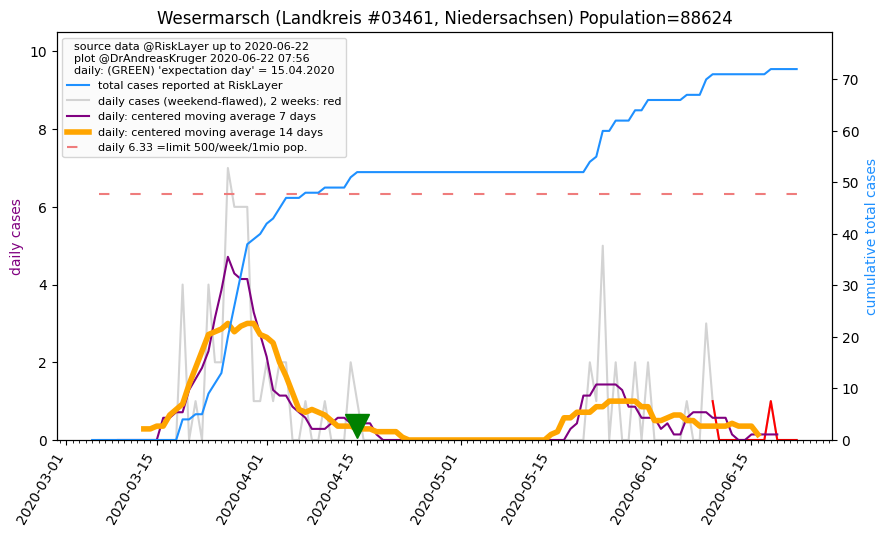 Wesermarsch (Landkreis #03461, Niedersachsen) Population=88624
source data @RiskLayer up to 2020-06-22
plot @DrAndreasKruger 2020-06-22 07:56
daily: (GREEN) 'expectation day' = 15.04.2020
total cases reported at RiskLayer
daily cases (weekend-flawed), 2 weeks: red
daily: centered moving average 7 days
daily: centered moving average 14 days
daily 6.33 =limit 500/week/1mio pop.
daily cases
10
8
6
4
2
0
cumulative total cases
70
60
50
40
30
20
10
0
2020-03-01
2020-03-15
2020-04-01
2020-04-15
2020-05-01
2020-05-15
2020-06-01
2020-06-15